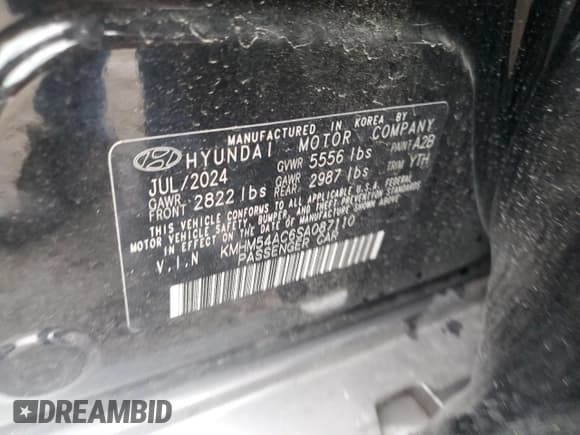 MANUFACTURED IN KOREA BY
HYUNDAI MOTOR COMPANY
JUL/2024 GVWR 5556 lbs PAINT A2B
GAWR FRONT 2822 lbs GAWR REAR 2987 lbs TRIM YTH
THIS VEHICLE CONFORMS TO ALL APPLICABLE U.S.A. FEDERAL
MOTOR VEHICLE SAFETY, BUMPER, AND THEFT PREVENTION STANDARDS
IN EFFECT ON THE DATE OF MANUFACTURE SHOWN ABOVE.
V.I.N KMHM54AC6SA087110
PASSENGER CAR
DREAMBID